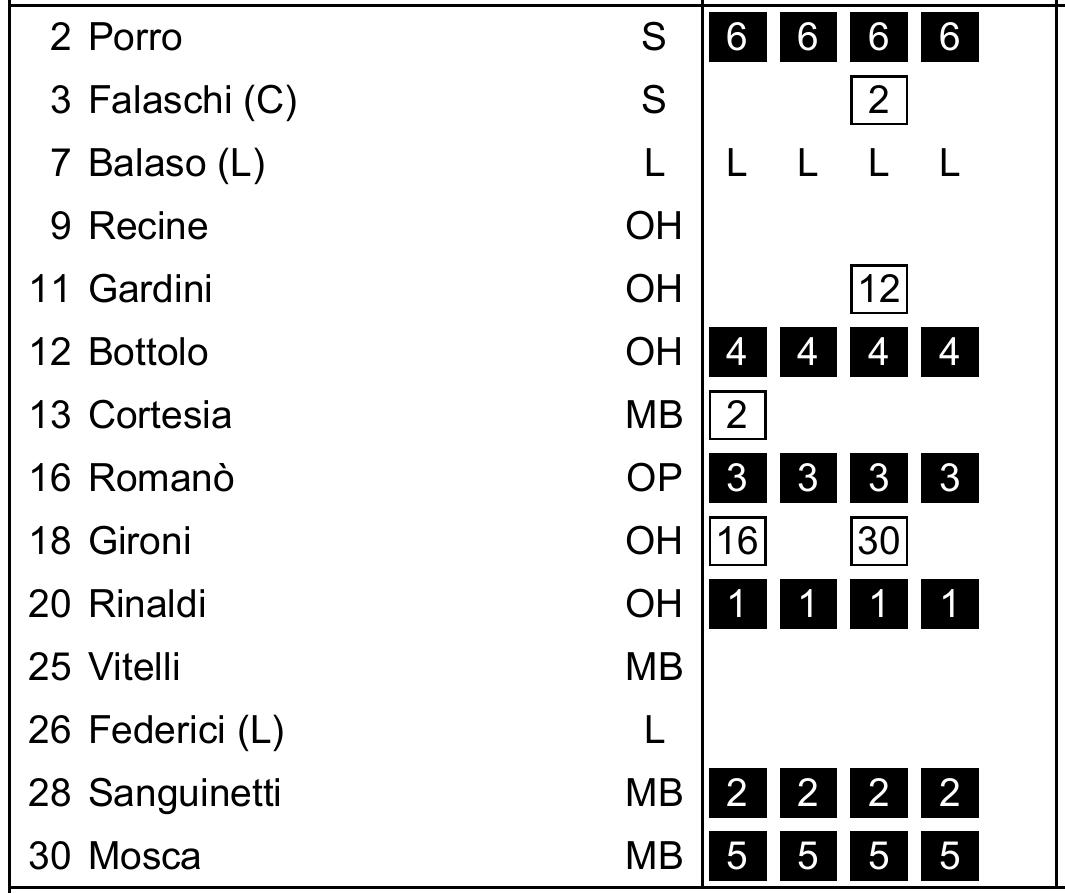 2 Porro S 6 6 6 6
3 Falaschi (C) S 2
7 Balaso (L) L L L L L
9 Recine OH
11 Gardini OH 12
12 Bottolo OH 4 4 4 4
13 Cortesia MB 2
16 Romanò OP 3 3 3 3
18 Gironi OH 16 30
20 Rinaldi OH 1 1 1 1
25 Vitelli MB
26 Federici (L) L
28 Sanguinetti MB 2 2 2 2
30 Mosca MB 5 5 5 5